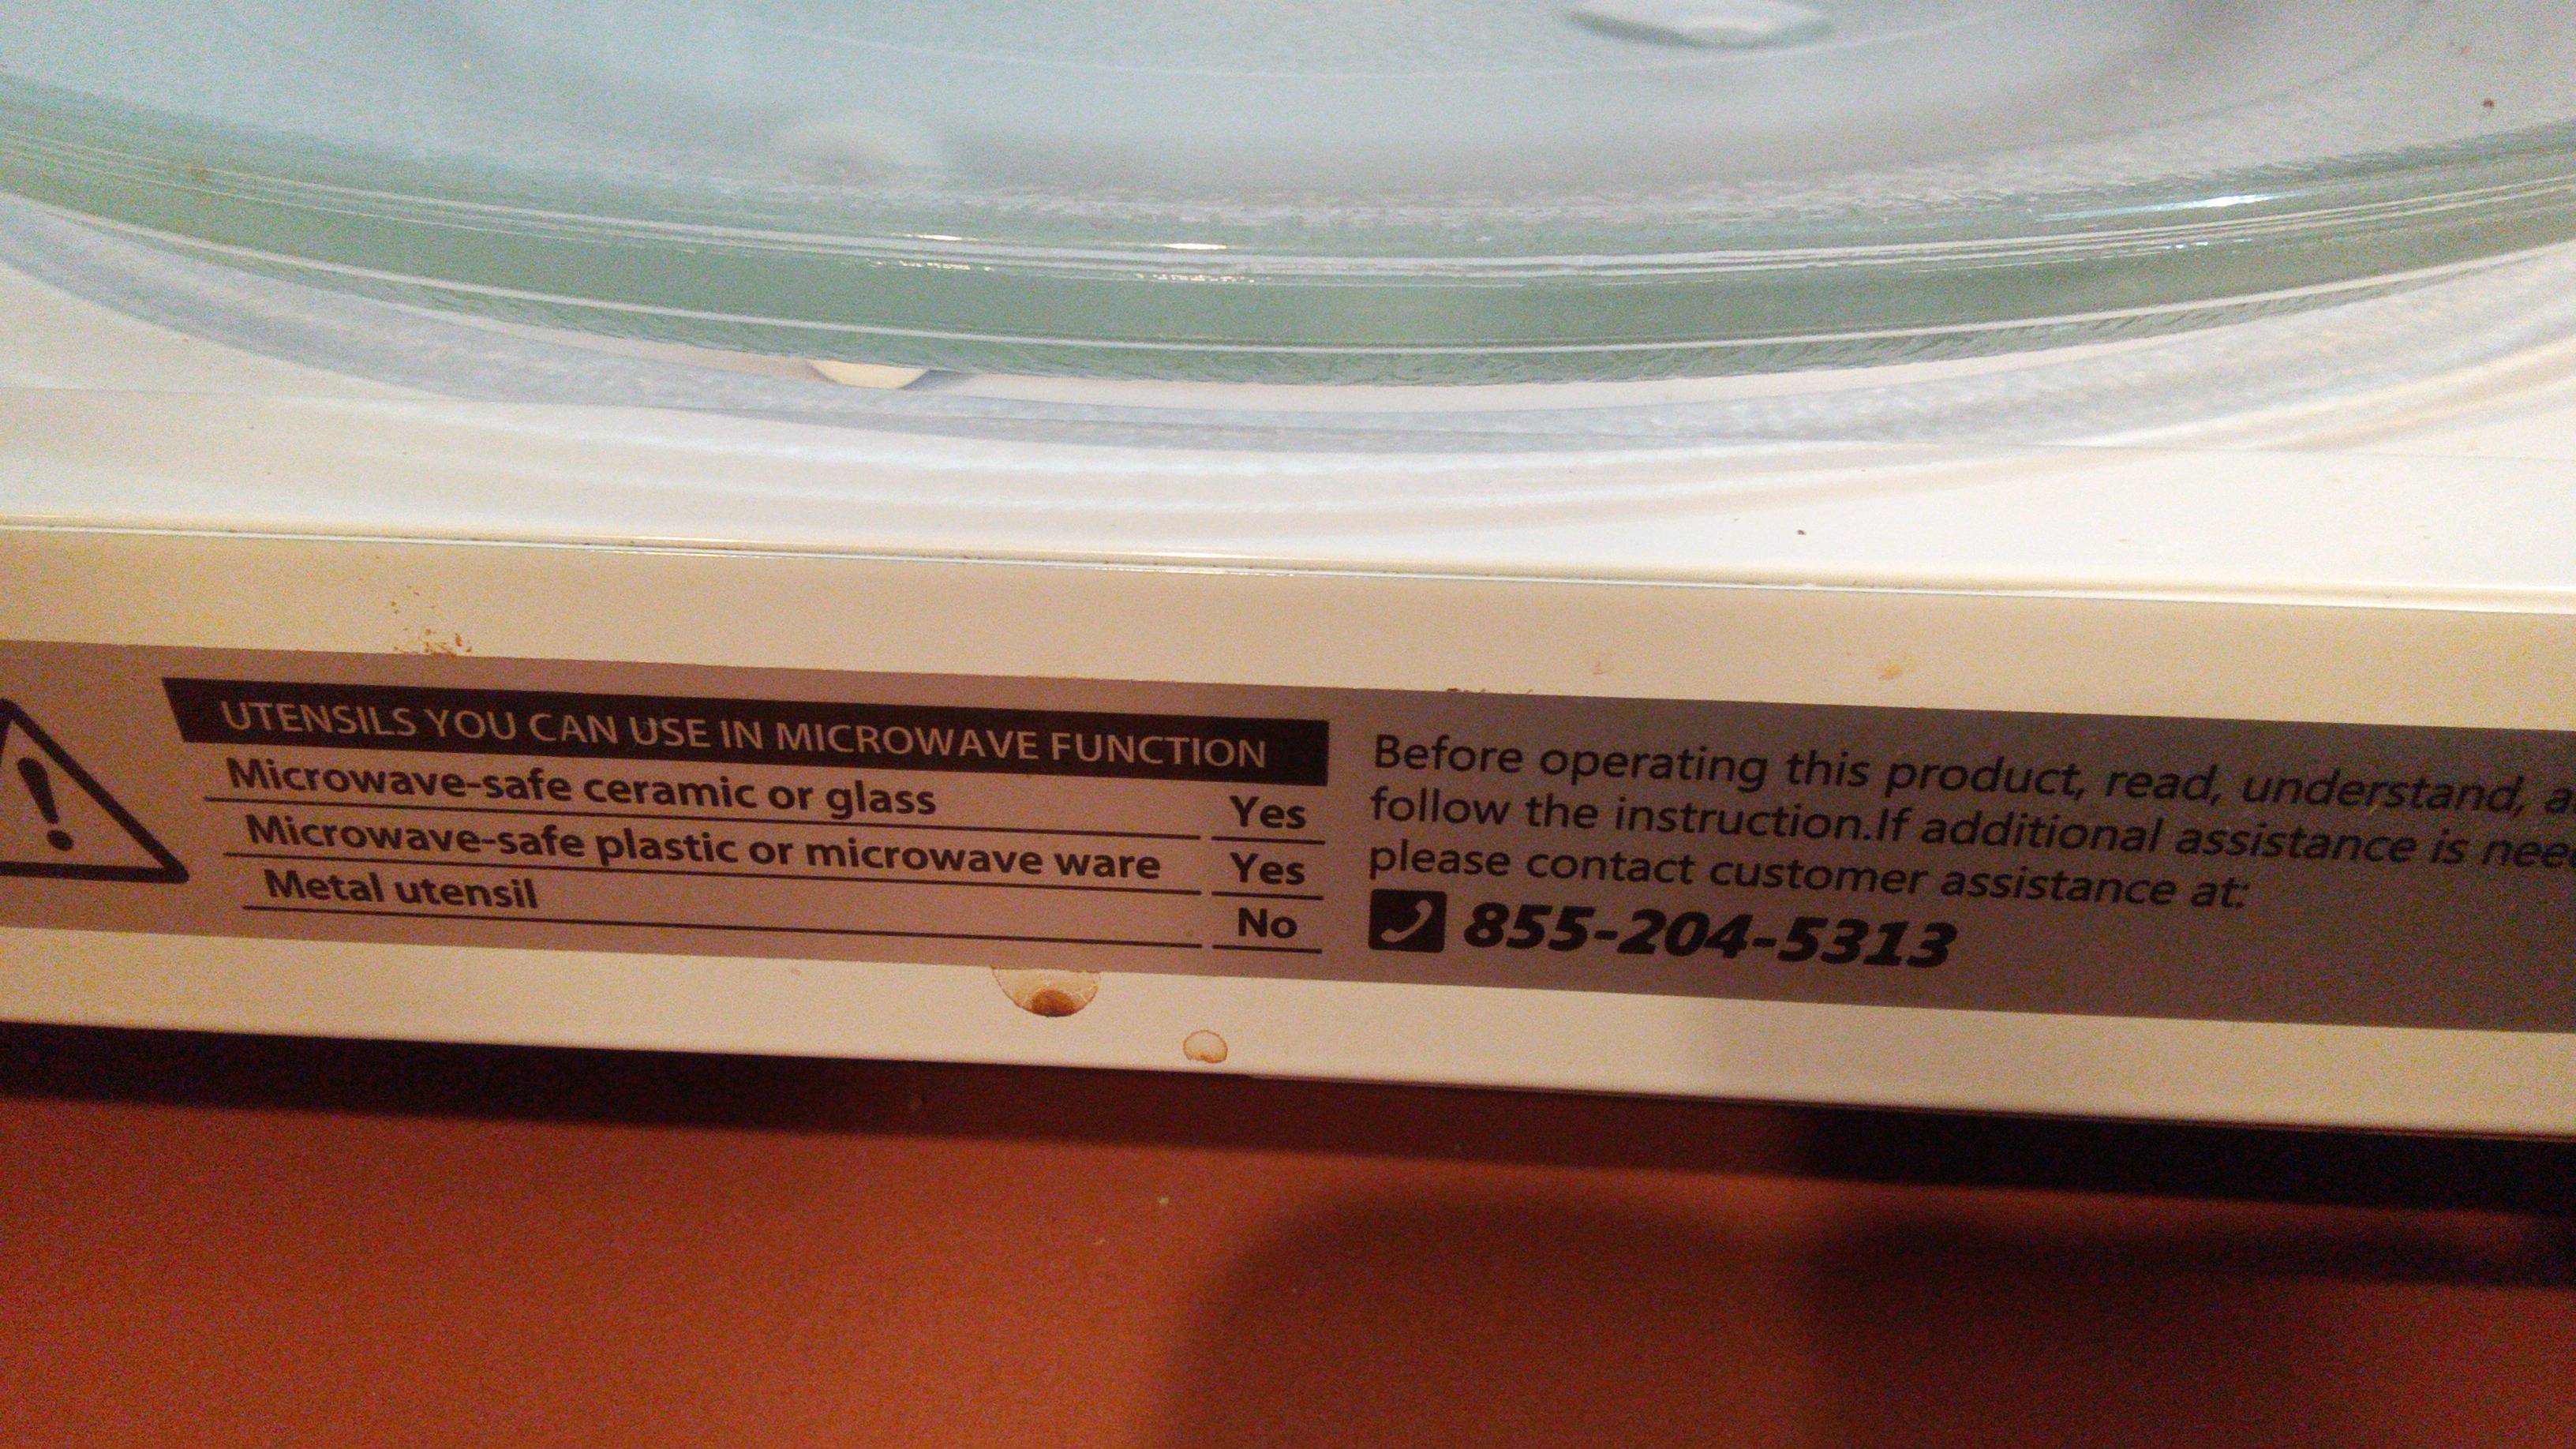 UTENSILS YOU CAN USE IN MICROWAVE FUNCTION
Microwave-safe ceramic or glass Yes
Microwave-safe plastic or microwave ware Yes
Metal utensil No
Before operating this product, read, understand,
follow the instruction.If additional assistance is
please contact customer assistance at:
855-204-5313